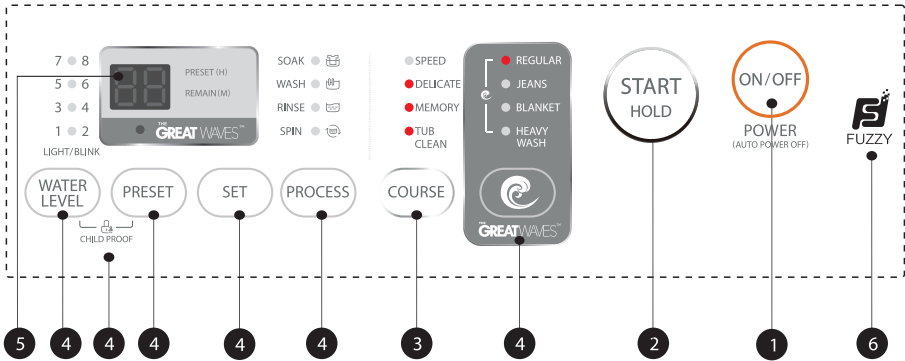 7 8
5 6
3 4
1 2
LIGHT/BLINK
88
PRESET (H)
REMAIN (M)
THE
GREAT WAVES™
SOAK
WASH
RINSE
SPIN
SPEED
DELICATE
MEMORY
TUB
CLEAN
REGULAR
JEANS
BLANKET
HEAVY
WASH
START
HOLD
ON/OFF
POWER
(AUTO POWER OFF)
FUZZY
WATER
LEVEL
PRESET
SET
PROCESS
COURSE
THE
GREAT WAVES™
CHILD PROOF
5 4 4 4 4 4 3 4 2 1 6